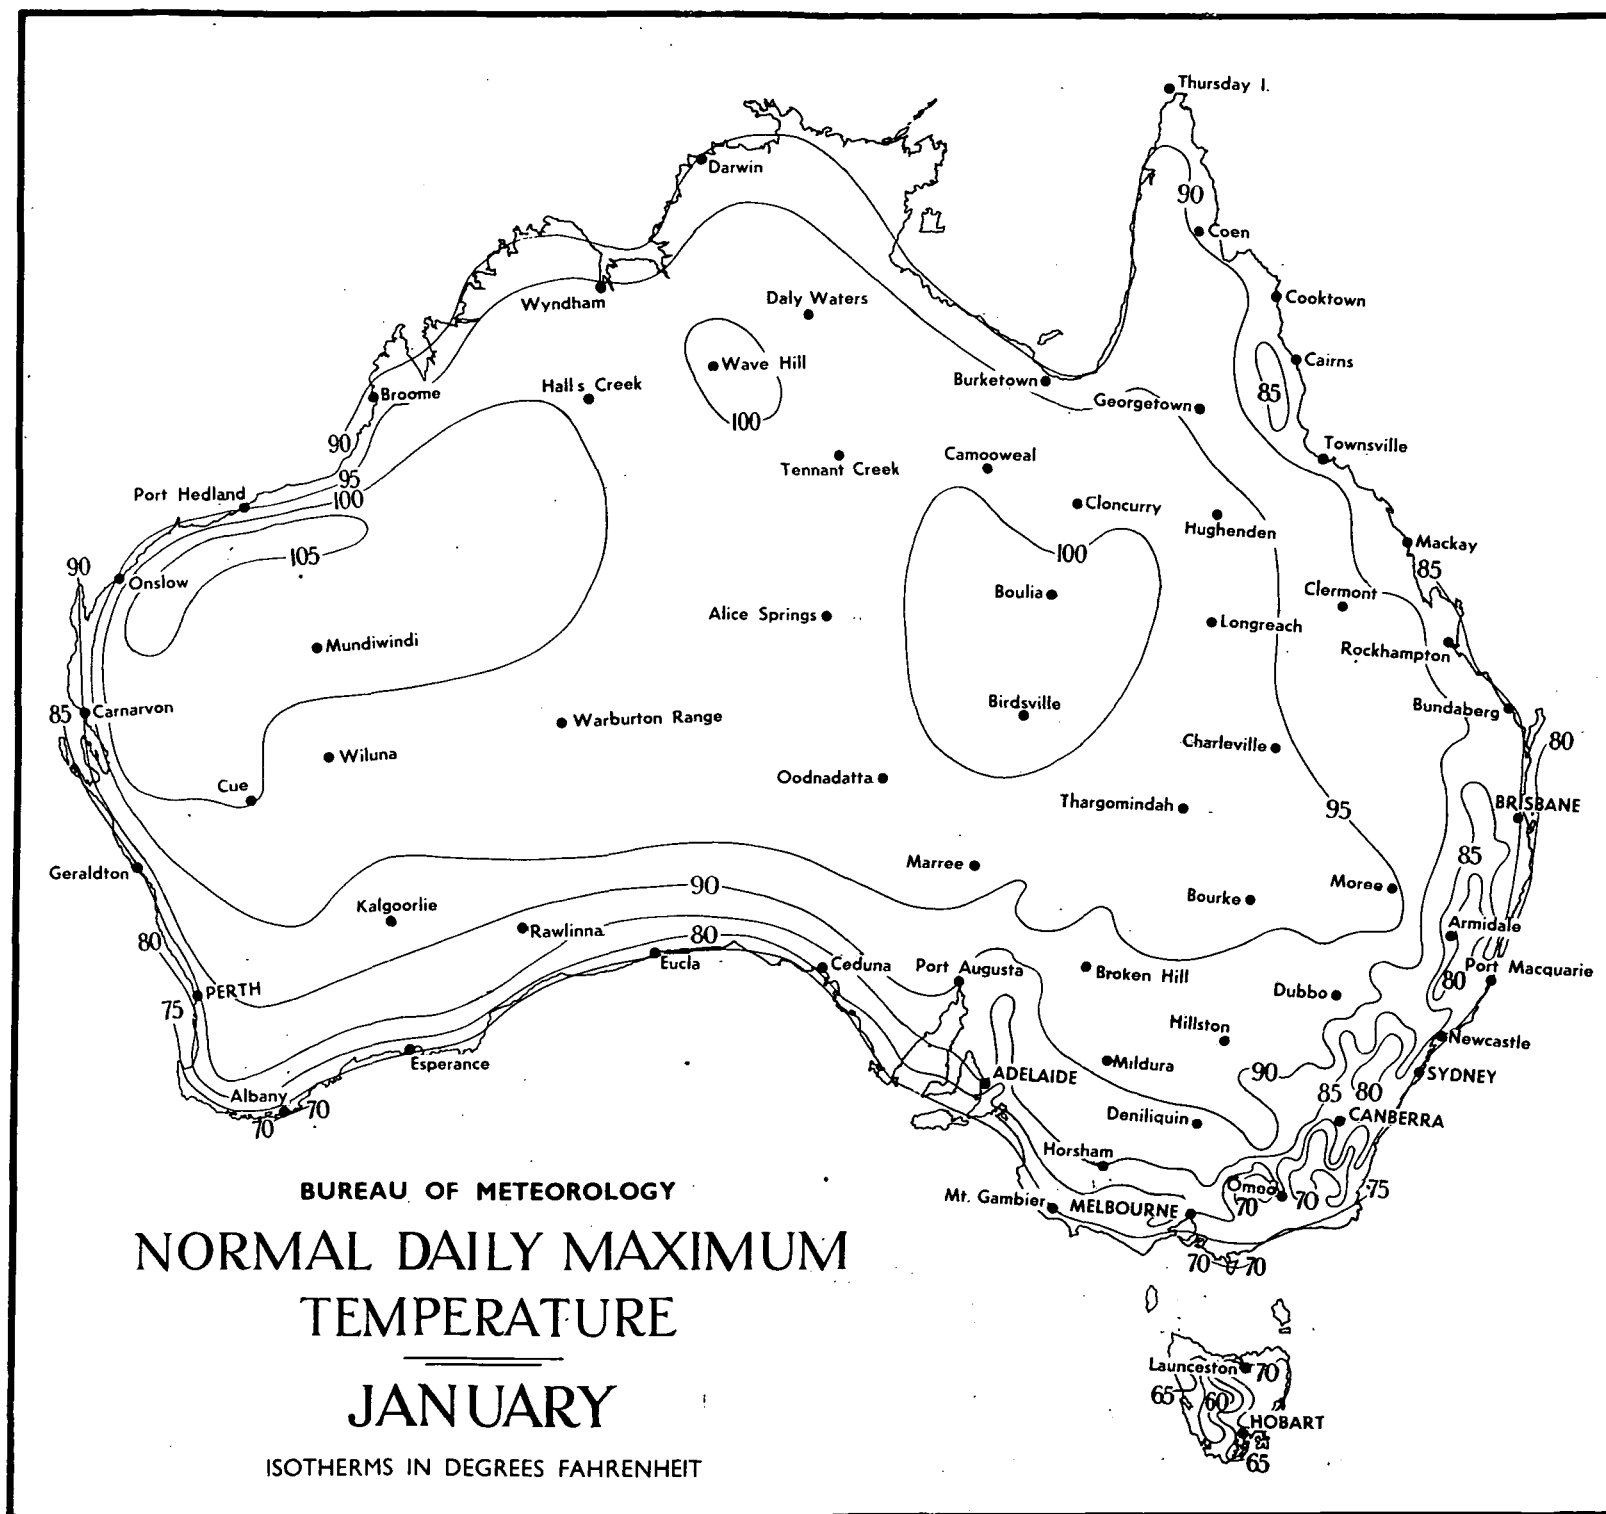 Thursday I.
Darwin
90
Coen
Wyndham
Daly Waters
Cooktown
Wave Hill
Cairns
Broome
Halls Creek
Burketown
Georgetown
85
100
90
Townsville
Tennant Creek
Camooweal
95
Port Hedland
100
Cloncurry
Hughenden
Mackay
105
100
90
Onslow
85
Boulia
Clermont
Alice Springs
Longreach
Mundiwindi
Rockhampton
85
Carnarvon
Warburton Range
Birdsville
Bundaberg
Wiluna
Charleville
80
Cue
Oodnadatta
Thargomindah
95
BRISBANE
85
Geraldton
Marree
Moree
90
Bourke
Kalgoorlie
Rawlinna
Armidale
80
80
Eucla
Ceduna
Port Augusta
Broken Hill
Port Macquarie
PERTH
Dubbo
80
75
Hillston
Newcastle
Esperance
Mildura
ADELAIDE
90
SYDNEY
Albany
70
70
85
80
Deniliquin
CANBERRA
Horsham
Mt. Gambier
MELBOURNE
Omeo
70
70
75
70
70
BUREAU OF METEOROLOGY
NORMAL DAILY MAXIMUM
TEMPERATURE
JANUARY
ISOTHERMS IN DEGREES FAHRENHEIT
Launceston
70
65
60
HOBART
65